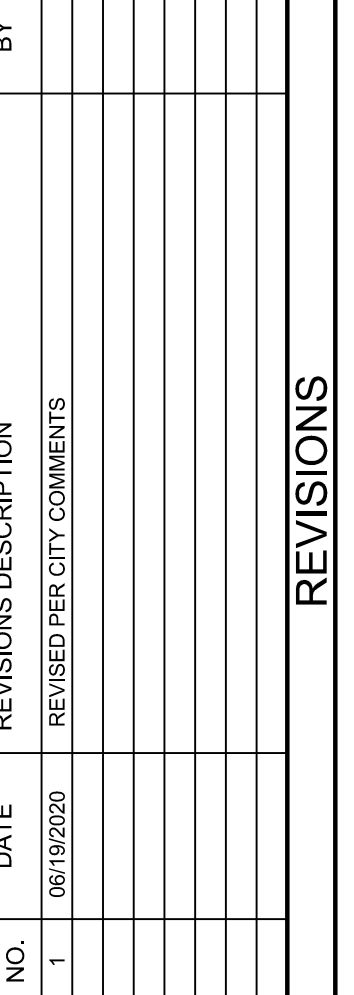 NO. DATE REVISIONS DESCRIPTION BY
1 06/19/2020 REVISED PER CITY COMMENTS
REVISIONS